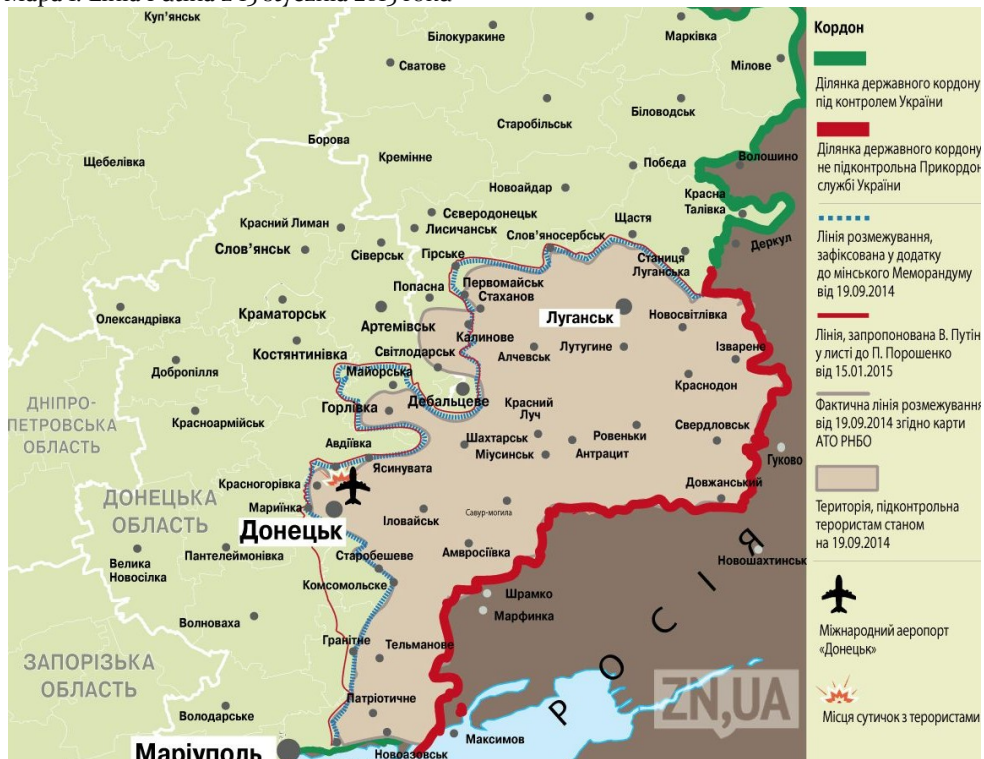 Куп’янськ
Білокуракине
Марківка
Сватове
Мілове
Старобільськ
Біловодськ
Борова
Щебелівка
Кремінне
Побєда
Волошино
Новоайдар
Красна
Талівка
Красний Лиман
Сєверодонецьк
Лисичанськ
Щастя
Слов’янськ
Сіверськ
Гірське
Слов’яносербськ
Станиця
Луганська
Деркул
Попасна
Первомайськ
Стаханов
Олександрівка
Краматорськ
Артемівськ
Калинове
Луганськ
Новосвітлівка
Костянтинівка
Світлодарськ
Алчевськ
Лутугине
Ізварене
Добропілля
Майорська
Дебальцеве
Краснодон
ДНІПРО-
ПЕТРОВСЬКА
ОБЛАСТЬ
Красноармійськ
Горлівка
Красний
Луч
Авдіївка
Шахтарськ
Міусинськ
Ровеньки
Антрацит
Свердловськ
Гуково
Ясинувата
Красногорівка
Довжанський
ДОНЕЦЬКА
ОБЛАСТЬ
Мариїнка
Донецьк
Іловайськ
Савур-могила
Велика
Новосілка
Пантелеймонівка
Старобешеве
Амвросіївка
Новошахтинськ
Комсомольське
Шрамко
Марфинка
Волноваха
Гранітне
Тельманове
РОСІЯ
ЗАПОРІЗЬКА
ОБЛАСТЬ
Латріотичне
Володарське
Максимов
Маріуполь
Новоазовськ
ZN,UA
Кордон
Ділянка державного кордону
під контролем України
Ділянка державного кордону
не підконтрольна
службі України
Лінія розмежування,
зафіксована у додатку
до мінського Меморандуму
від 19.09.2014
Лінія, запропонована В.
у листі до П. Порошенко
від 15.01.2015
Фактична лінія розмежування
від 19.09.2014 згідно карти
АТО РНБО
Територія, підконтрольна
терористам станом
на 19.09.2014
Міжнародний аеропорт
«Донецьк»
Місця сутичок з терористами